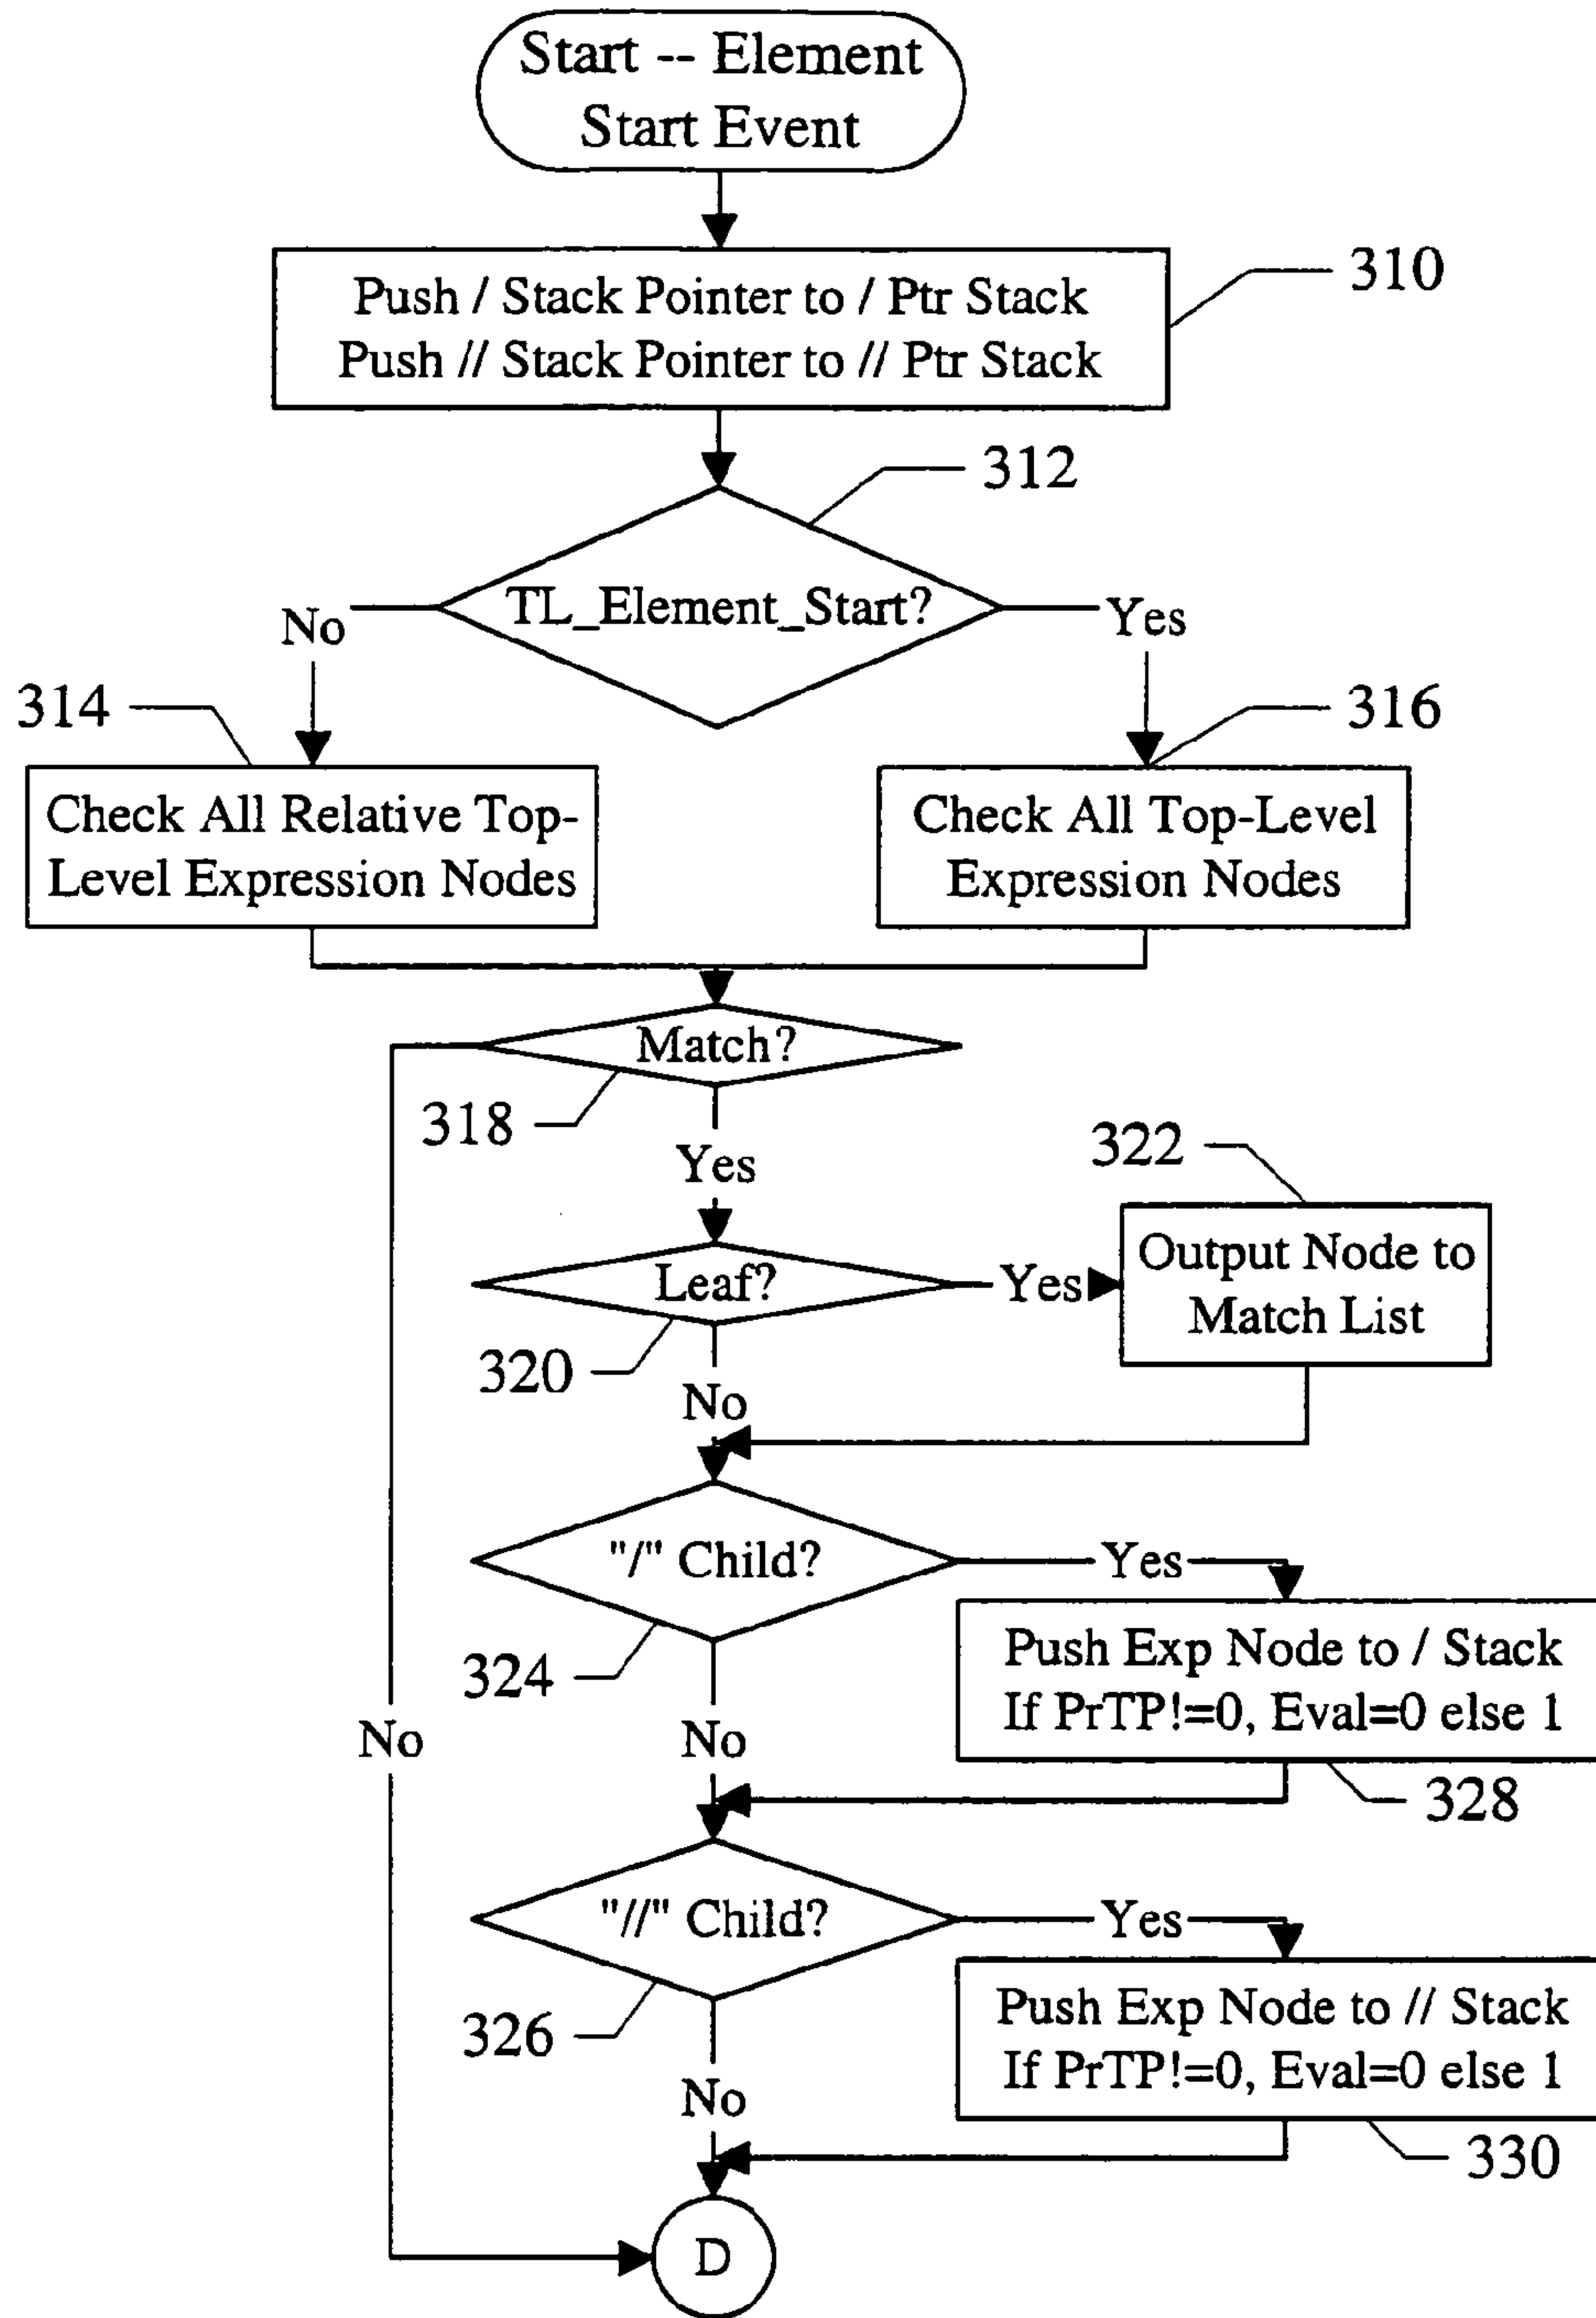 Start -- Element
Start Event
Push / Stack Pointer to / Ptr Stack
Push // Stack Pointer to // Ptr Stack
310
312
TL_Element_Start?
No
Yes
314
316
Check All Relative Top-
Level Expression Nodes
Check All Top-Level
Expression Nodes
Match?
318
Yes
322
Leaf?
Yes
Output Node to
Match List
320
No
"/" Child?
Yes
324
Push Exp Node to / Stack
If PrTP!=0, Eval=0 else 1
No
No
328
"//" Child?
Yes
326
Push Exp Node to // Stack
If PrTP!=0, Eval=0 else 1
No
330
D